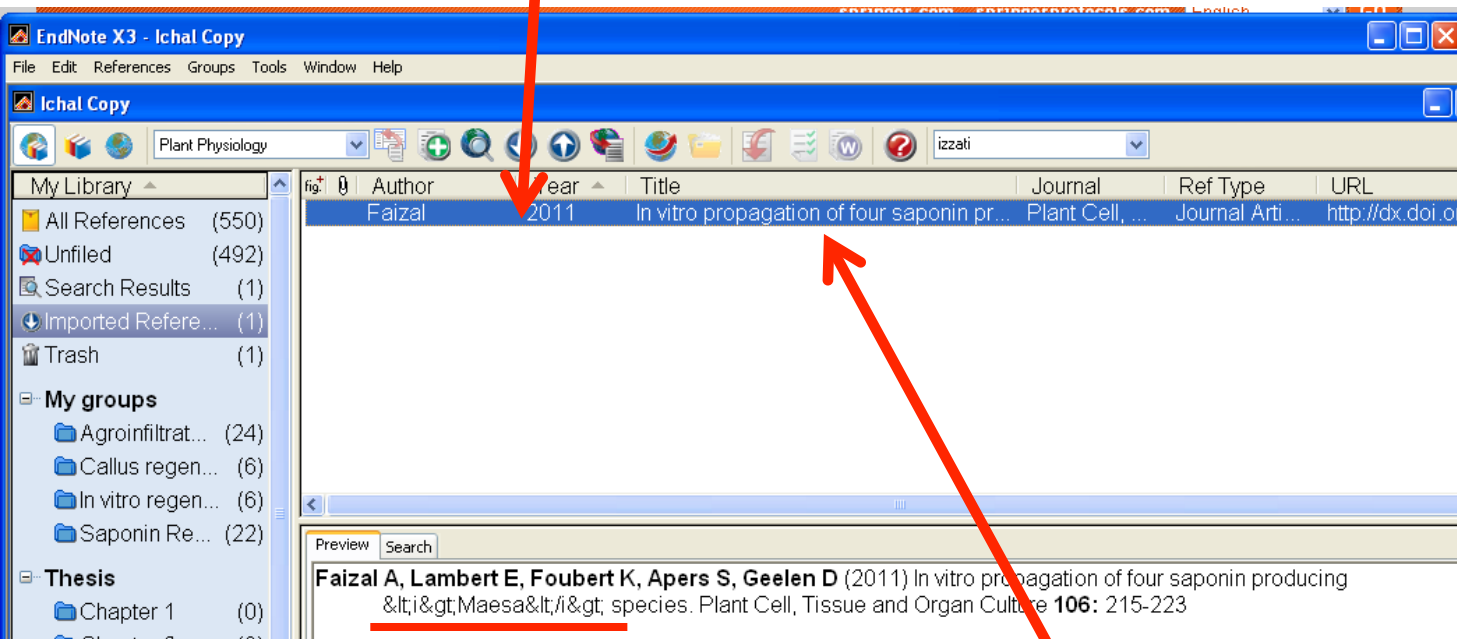 springer.com springerprotocols.com English
EndNote X3 - Ichal Copy
File Edit References Groups Tools Window Help
Ichal Copy
Plant Physiology izzati
My Library Author Year Title Journal Ref Type URL
Faizal 2011 In vitro propagation of four saponin pr... Plant Cell, ... Journal Arti... http://dx.doi.or
All References (550)
Unfiled (492)
Search Results (1)
Imported Refere... (1)
Trash (1)
My groups
Agroinfiltrat... (24)
Callus regen... (6)
In vitro regen... (6)
Saponin Re... (22)
Thesis
Chapter 1 (0)
Preview Search
Faizal A, Lambert E, Foubert K, Apers S, Geelen D (2011) In vitro propagation of four saponin producing
&lt;i&gt;Maesa&lt;/i&gt; species. Plant Cell, Tissue and Organ Culture 106: 215-223